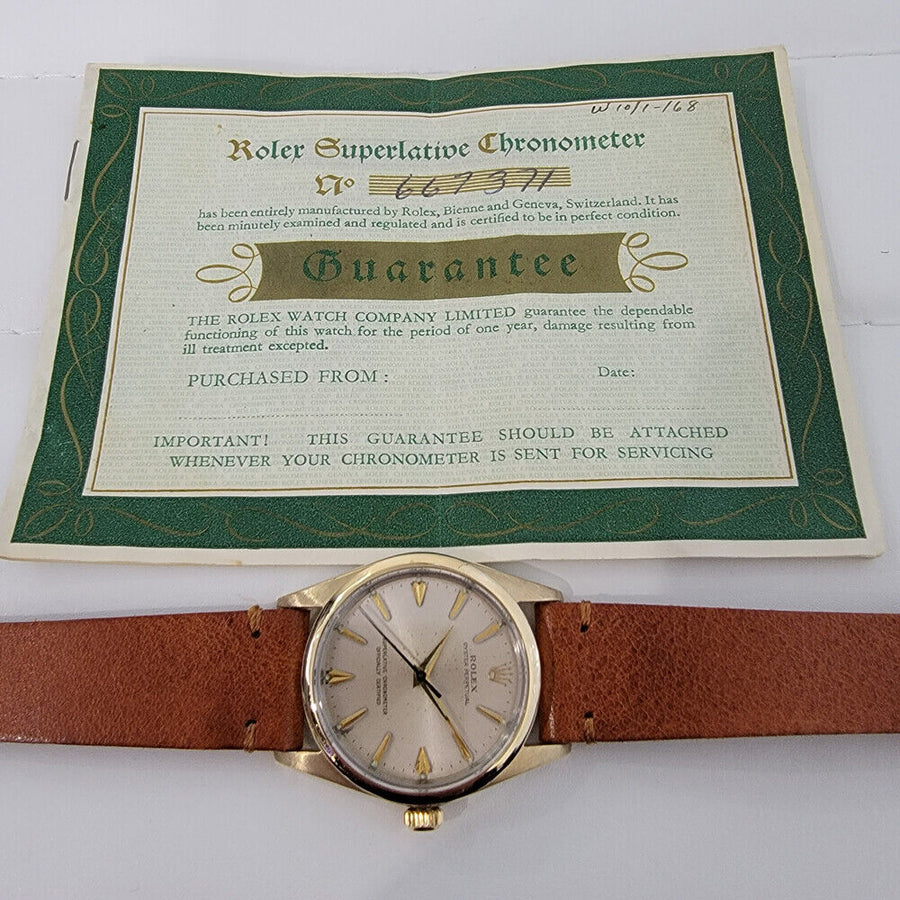 W 10/1-/68
Rolex Superlative Chronometer
No 667371
has been entirely manufactured by Rolex, Bienne and Geneva, Switzerland. It has
been minutely examined and regulated and is certified to be in perfect condition.
Guarantee
THE ROLEX WATCH COMPANY LIMITED guarantee the dependable
functioning of this watch for the period of one year, damage resulting from
ill treatment excepted.
PURCHASED FROM :
Date:
IMPORTANT! THIS GUARANTEE SHOULD BE ATTACHED
WHENEVER YOUR CHRONOMETER IS SENT FOR SERVICING
ROLEX
OYSTER PERPETUAL
SUPERLATIVE CHRONOMETER
OFFICIALLY CERTIFIED